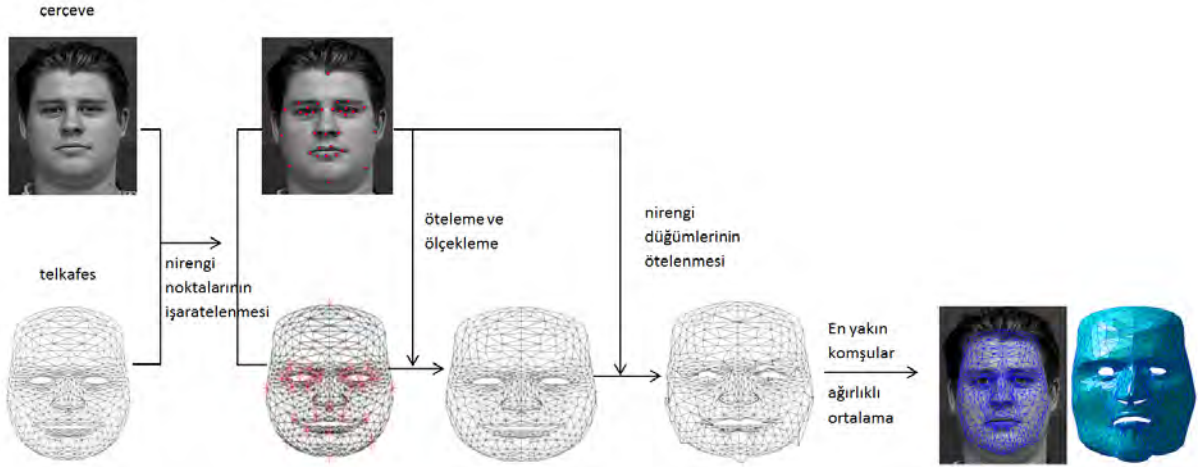 çerçeve
telkafes
nirengi
noktalarının
işaratelenmesi
öteleme ve
ölçekleme
nirengi
düğümlerinin
ötelenmesi
En yakın
komşular
ağırlıklı
ortalama